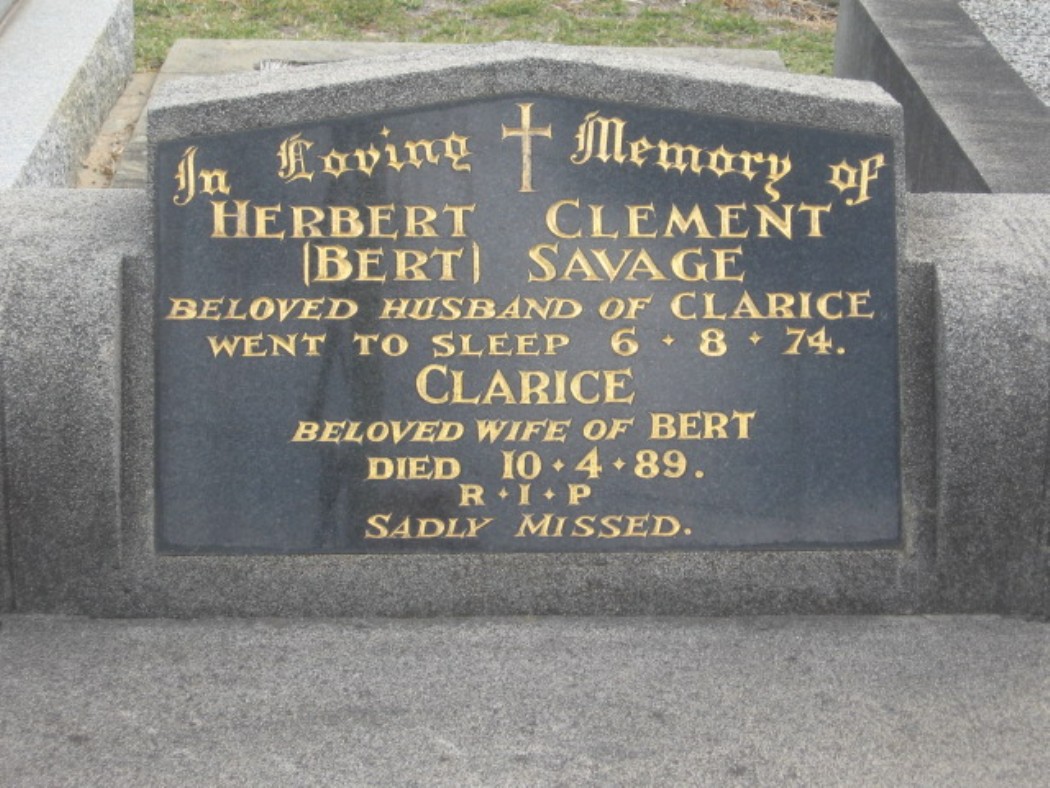 In Loving Memory of
HERBERT CLEMENT
(BERT) SAVAGE
BELOVED HUSBAND OF CLARICE
WENT TO SLEEP 6 · 8 · 74.
CLARICE
BELOVED WIFE OF BERT
DIED 10 · 4 · 89.
R · I · P
SADLY MISSED.